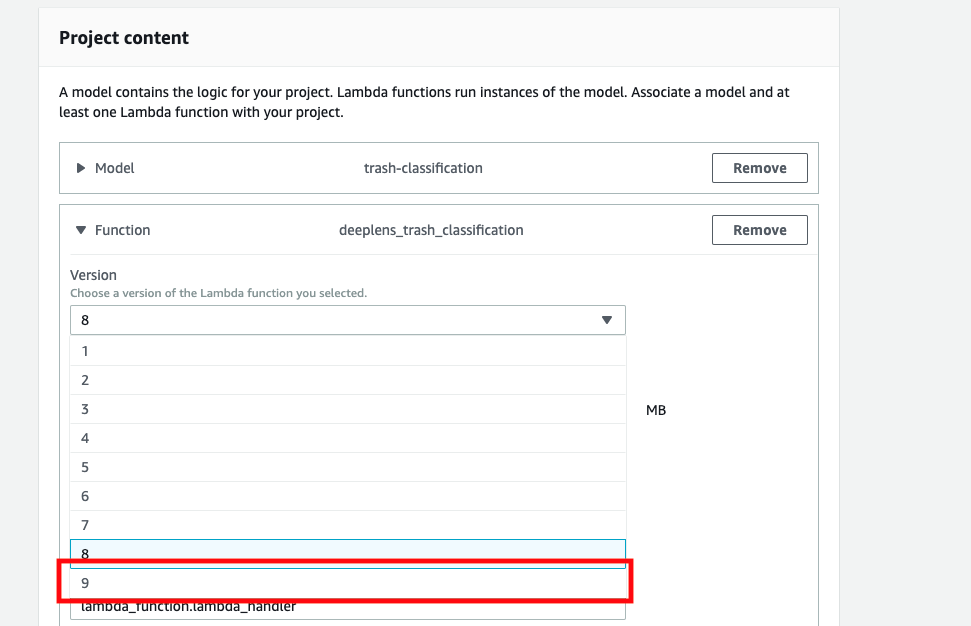 Project content
A model contains the logic for your project. Lambda functions run instances of the model. Associate a model and at
least one Lambda function with your project.
Model trash-classification Remove
Function deeplens_trash_classification Remove
Version
Choose a version of the Lambda function you selected.
8
1
2
3
MB
4
5
6
7
8
9
lambda_function.lambda_handler